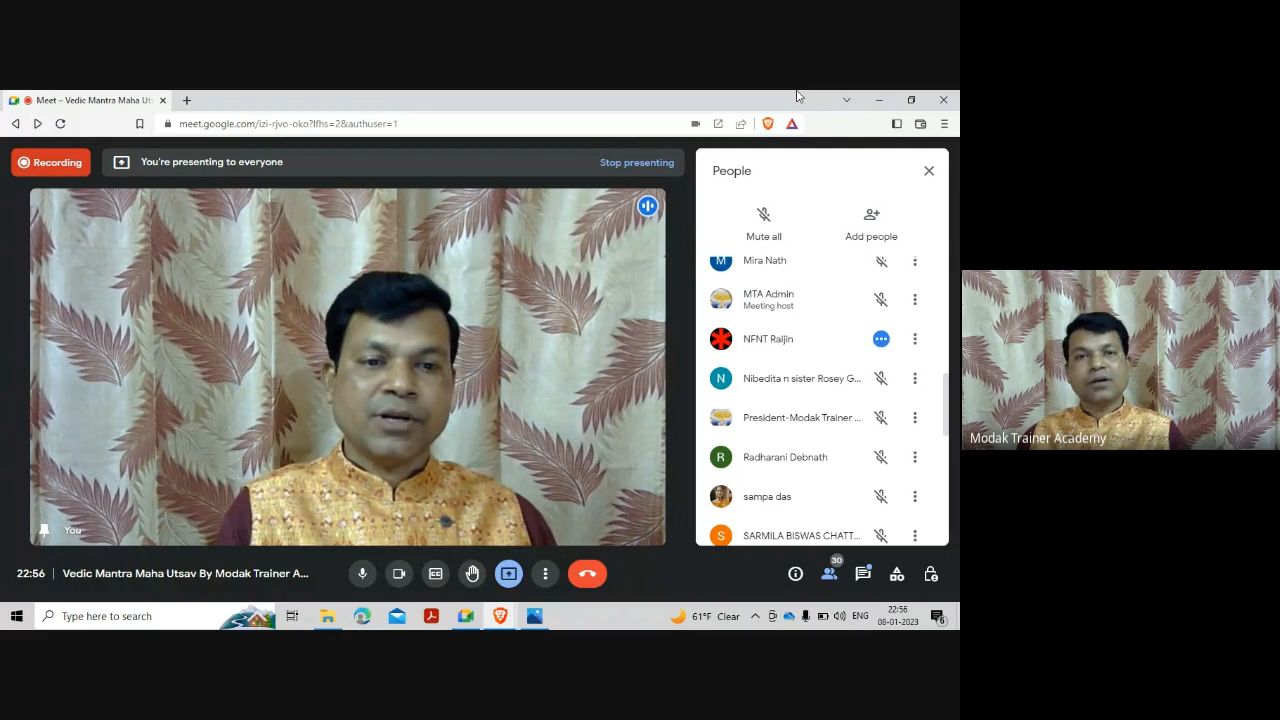 Meet – Vedic Mantra Maha Ut
meet.google.com/izi-rjvo-oko?lfhs=2&authuser=1
Recording
You're presenting to everyone
Stop presenting
People
Mute all
Add people
M
Mira Nath
MTA Admin
Meeting host
NFNT Raijin
N
Nibedita n sister Rosey G...
President-Modak Trainer ...
R
Radharani Debnath
sampa das
S
SARMILA BISWAS CHATT...
You
Modak Trainer Academy
22:56
Vedic Mantra Maha Utsav By Modak Trainer A...
30
Type here to search
61°F Clear
ENG
22:56
08-01-2023
6